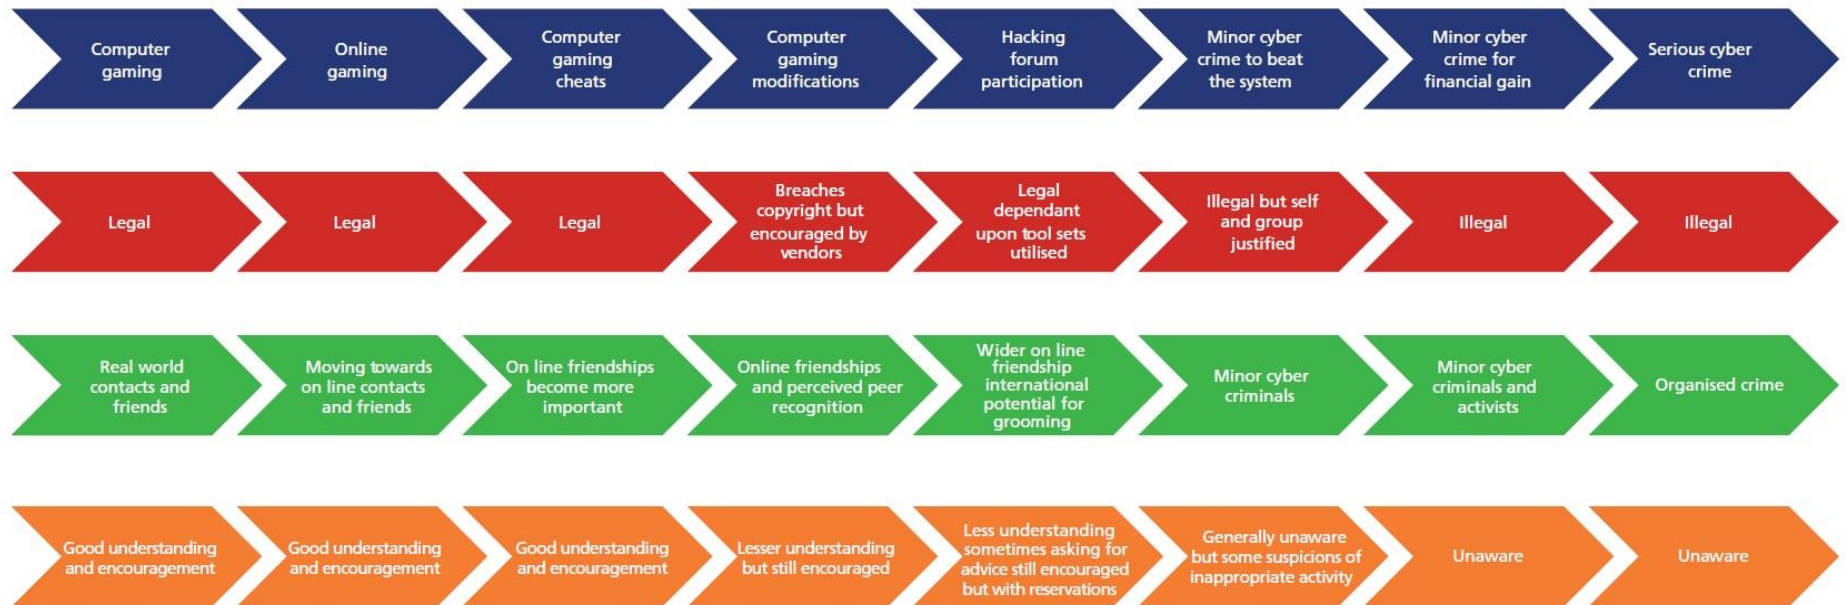 Computer
gaming
Online
gaming
Computer
gaming
cheats
Computer
gaming
modifications
Hacking
forum
participation
Minor cyber
crime to beat
the system
Minor cyber
crime for
financial gain
Serious cyber
crime
Legal
Legal
Legal
Breaches
copyright but
encouraged by
vendors
Legal
dependant
upon tool sets
utilised
Illegal but self
and group
justified
Illegal
Illegal
Real world
contacts and
friends
Moving towards
on line contacts
and friends
On line friendships
become more
important
Online friendships
and perceived peer
recognition
Wider on line
friendship
international
potential for
grooming
Minor cyber
criminals
Minor cyber
criminals and
activists
Organised crime
Good understanding
and encouragement
Good understanding
and encouragement
Good understanding
and encouragement
Lesser understanding
but still encouraged
Less understanding
sometimes asking for
advice still encouraged
but with reservations
Generally unaware
but some suspicions of
inappropriate activity
Unaware
Unaware